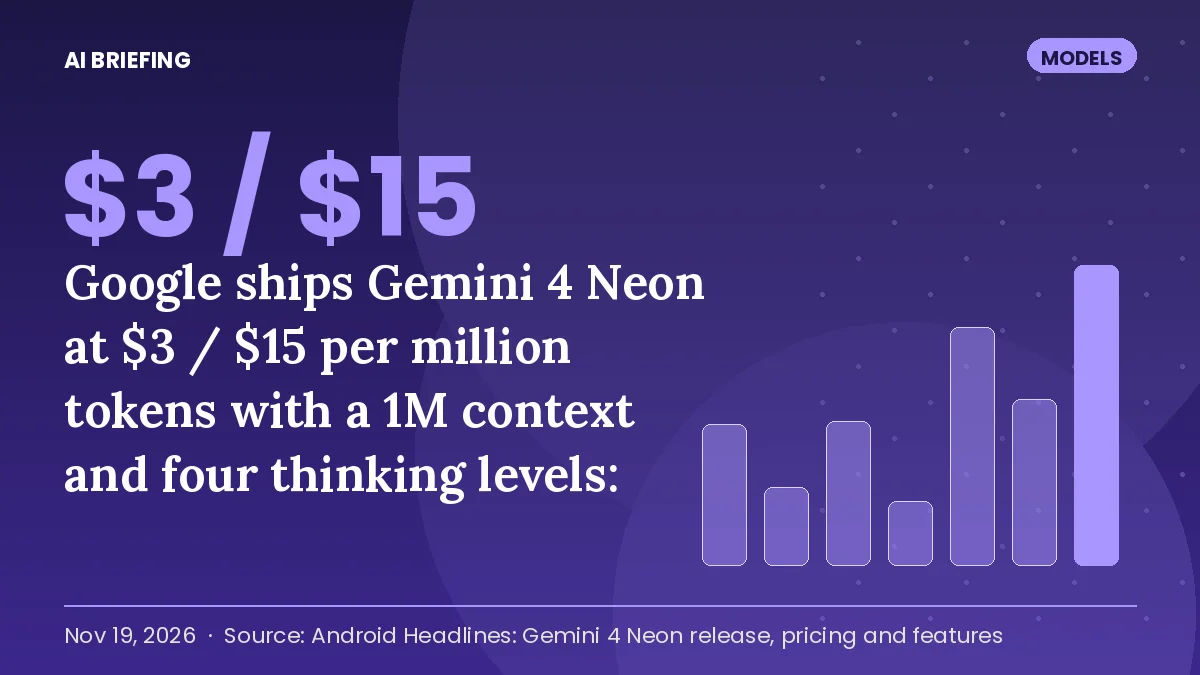 AI BRIEFING
MODELS
$3 / $15
Google ships Gemini 4 Neon
at $3 / $15 per million
tokens with a 1M context
and four thinking levels:
Nov 19, 2026 · Source: Android Headlines: Gemini 4 Neon release, pricing and features